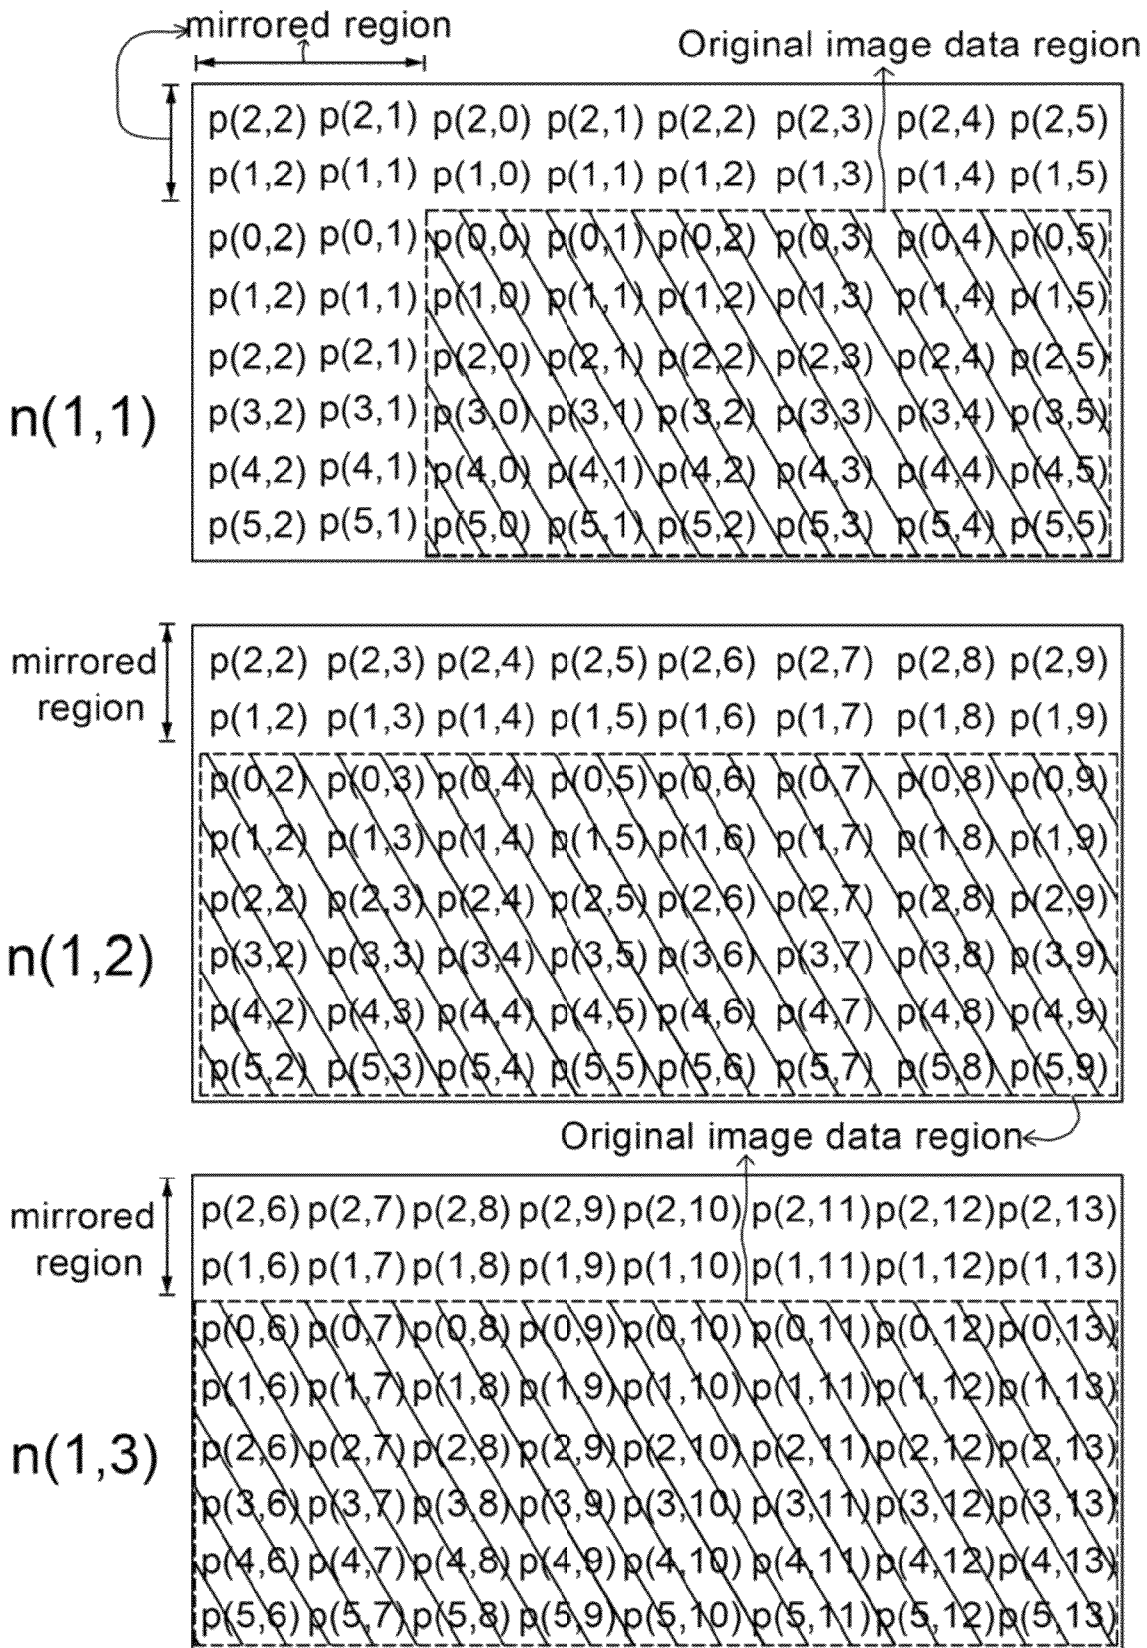 mirrored region
Original image data region
p(2,2) p(2,1) p(2,0) p(2,1) p(2,2) p(2,3) p(2,4) p(2,5)
p(1,2) p(1,1) p(1,0) p(1,1) p(1,2) p(1,3) p(1,4) p(1,5)
p(0,2) p(0,1) p(0,0) p(0,1) p(0,2) p(0,3) p(0,4) p(0,5)
p(1,2) p(1,1) p(1,0) p(1,1) p(1,2) p(1,3) p(1,4) p(1,5)
p(2,2) p(2,1) p(2,0) p(2,1) p(2,2) p(2,3) p(2,4) p(2,5)
n(1,1) p(3,2) p(3,1) p(3,0) p(3,1) p(3,2) p(3,3) p(3,4) p(3,5)
p(4,2) p(4,1) p(4,0) p(4,1) p(4,2) p(4,3) p(4,4) p(4,5)
p(5,2) p(5,1) p(5,0) p(5,1) p(5,2) p(5,3) p(5,4) p(5,5)
mirrored p(2,2) p(2,3) p(2,4) p(2,5) p(2,6) p(2,7) p(2,8) p(2,9)
region p(1,2) p(1,3) p(1,4) p(1,5) p(1,6) p(1,7) p(1,8) p(1,9)
p(0,2) p(0,3) p(0,4) p(0,5) p(0,6) p(0,7) p(0,8) p(0,9)
p(1,2) p(1,3) p(1,4) p(1,5) p(1,6) p(1,7) p(1,8) p(1,9)
p(2,2) p(2,3) p(2,4) p(2,5) p(2,6) p(2,7) p(2,8) p(2,9)
n(1,2) p(3,2) p(3,3) p(3,4) p(3,5) p(3,6) p(3,7) p(3,8) p(3,9)
p(4,2) p(4,3) p(4,4) p(4,5) p(4,6) p(4,7) p(4,8) p(4,9)
p(5,2) p(5,3) p(5,4) p(5,5) p(5,6) p(5,7) p(5,8) p(5,9)
Original image data region
mirrored p(2,6) p(2,7) p(2,8) p(2,9) p(2,10) p(2,11) p(2,12) p(2,13)
region p(1,6) p(1,7) p(1,8) p(1,9) p(1,10) p(1,11) p(1,12) p(1,13)
p(0,6) p(0,7) p(0,8) p(0,9) p(0,10) p(0,11) p(0,12) p(0,13)
p(1,6) p(1,7) p(1,8) p(1,9) p(1,10) p(1,11) p(1,12) p(1,13)
n(1,3) p(2,6) p(2,7) p(2,8) p(2,9) p(2,10) p(2,11) p(2,12) p(2,13)
p(3,6) p(3,7) p(3,8) p(3,9) p(3,10) p(3,11) p(3,12) p(3,13)
p(4,6) p(4,7) p(4,8) p(4,9) p(4,10) p(4,11) p(4,12) p(4,13)
p(5,6) p(5,7) p(5,8) p(5,9) p(5,10) p(5,11) p(5,12) p(5,13)